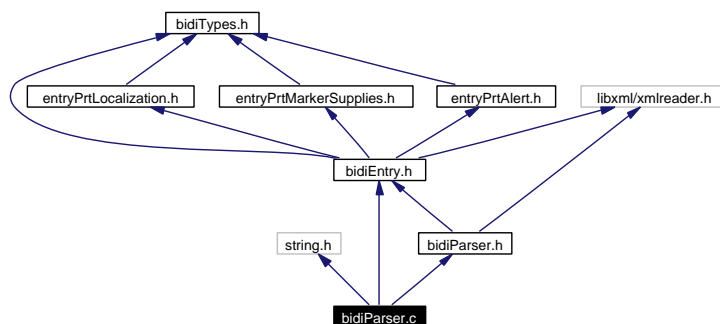 bidiTypes.h
entryPrtLocalization.h
entryPrtMarkerSupplies.h
entryPrtAlert.h
libxml/xmlreader.h
bidiEntry.h
string.h
bidiParser.h
bidiParser.c